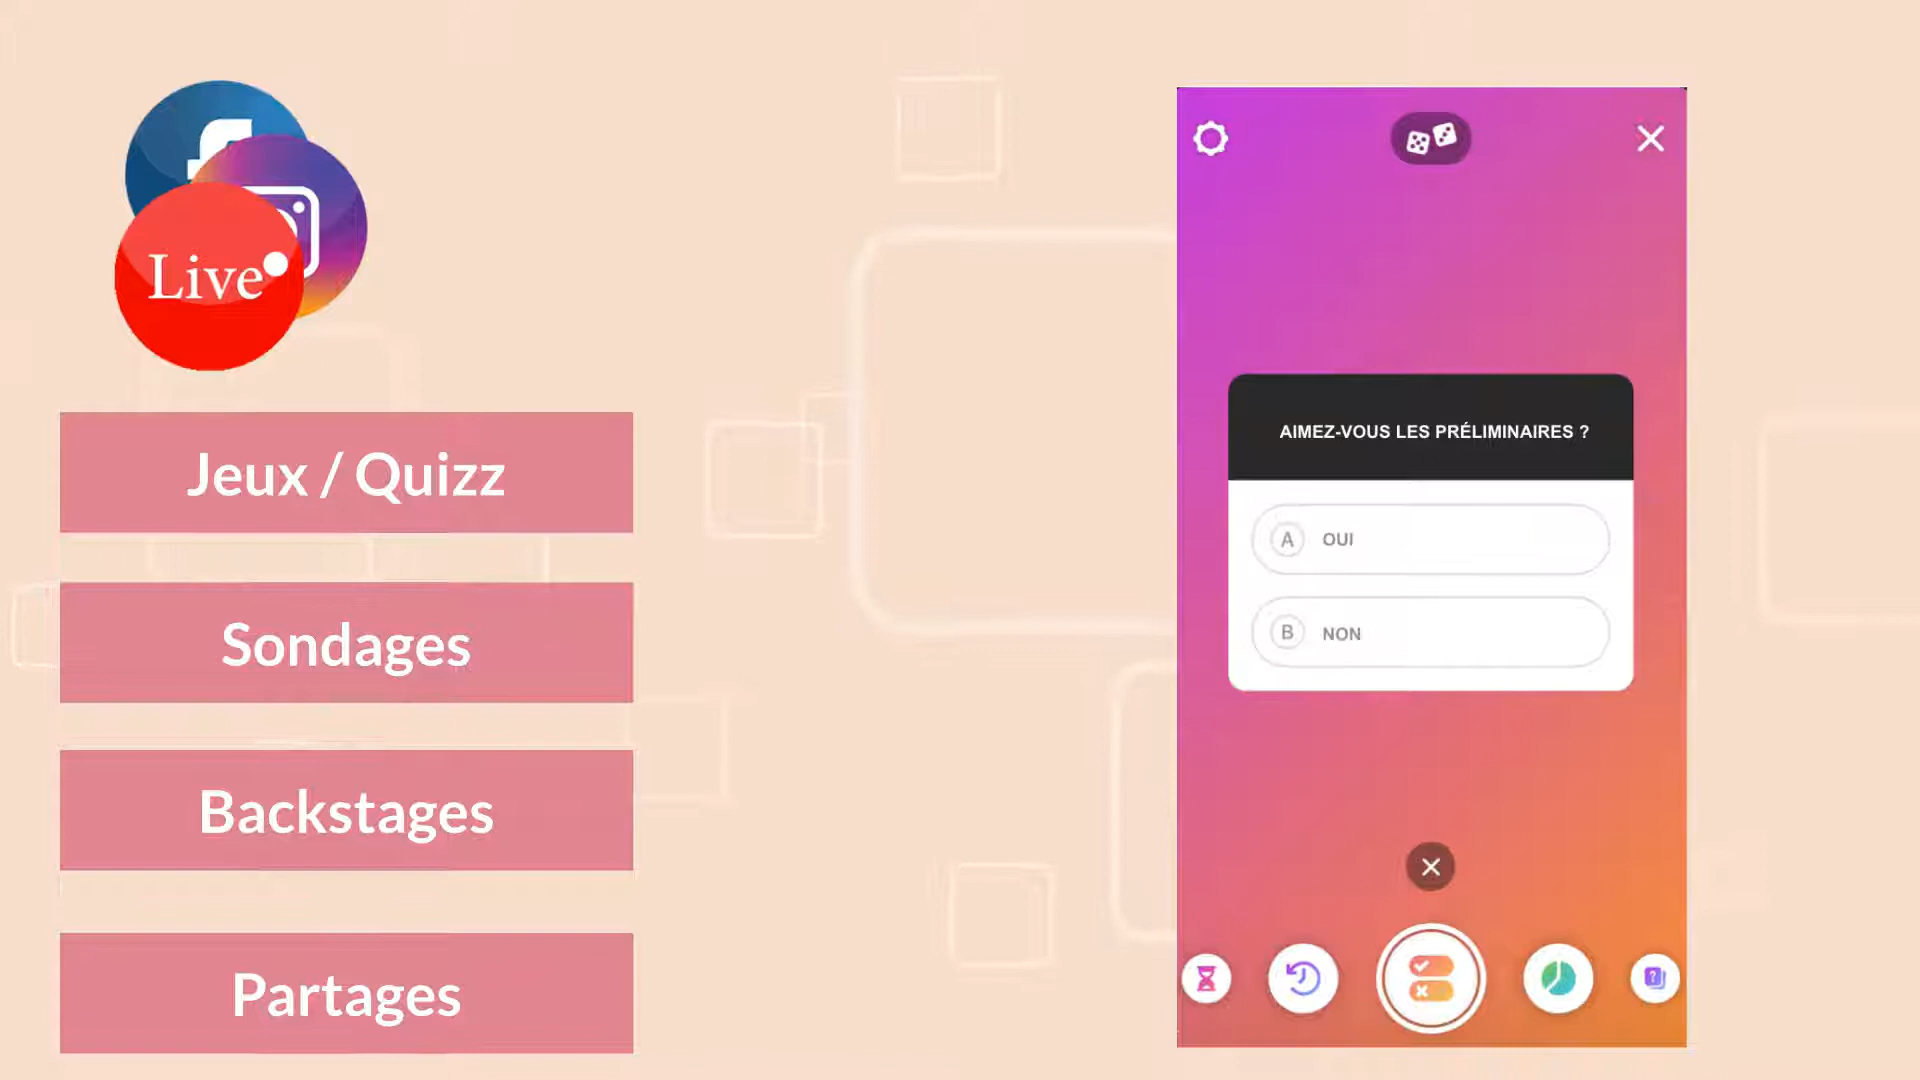 Live
Jeux / Quizz
Sondages
Backstages
Partages
AIMEZ-VOUS LES PRÉLIMINAIRES ?
A OUI
B NON